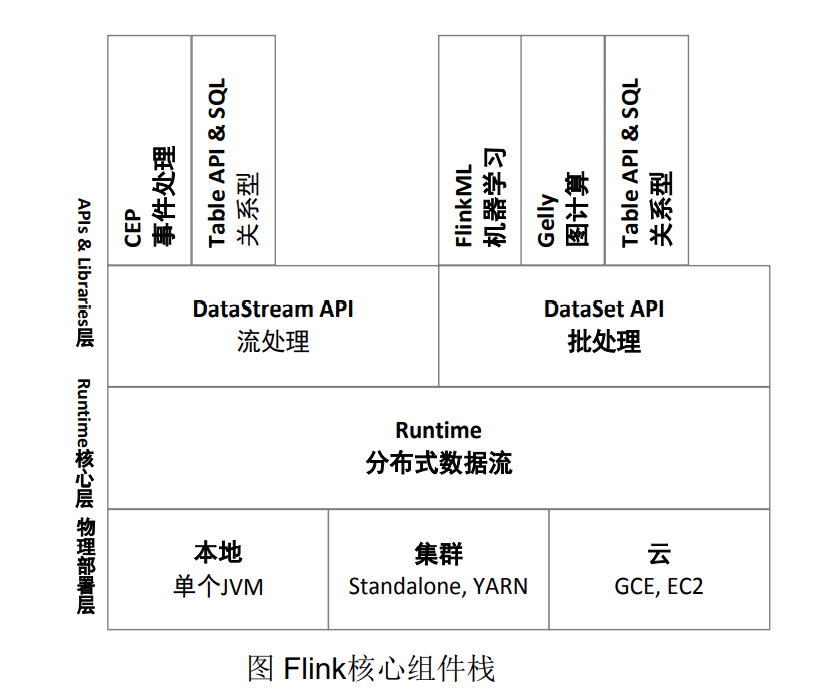 CEP
事件处理
Table API & SQL
关系型
FlinkML
机器学习
Gelly
图计算
Table API & SQL
关系型
APIs & Libraries层
DataStream API
流处理
DataSet API
批处理
Runtime核心层
Runtime
分布式数据流
物理部署层
本地
单个JVM
集群
Standalone, YARN
云
GCE, EC2
图 Flink核心组件栈